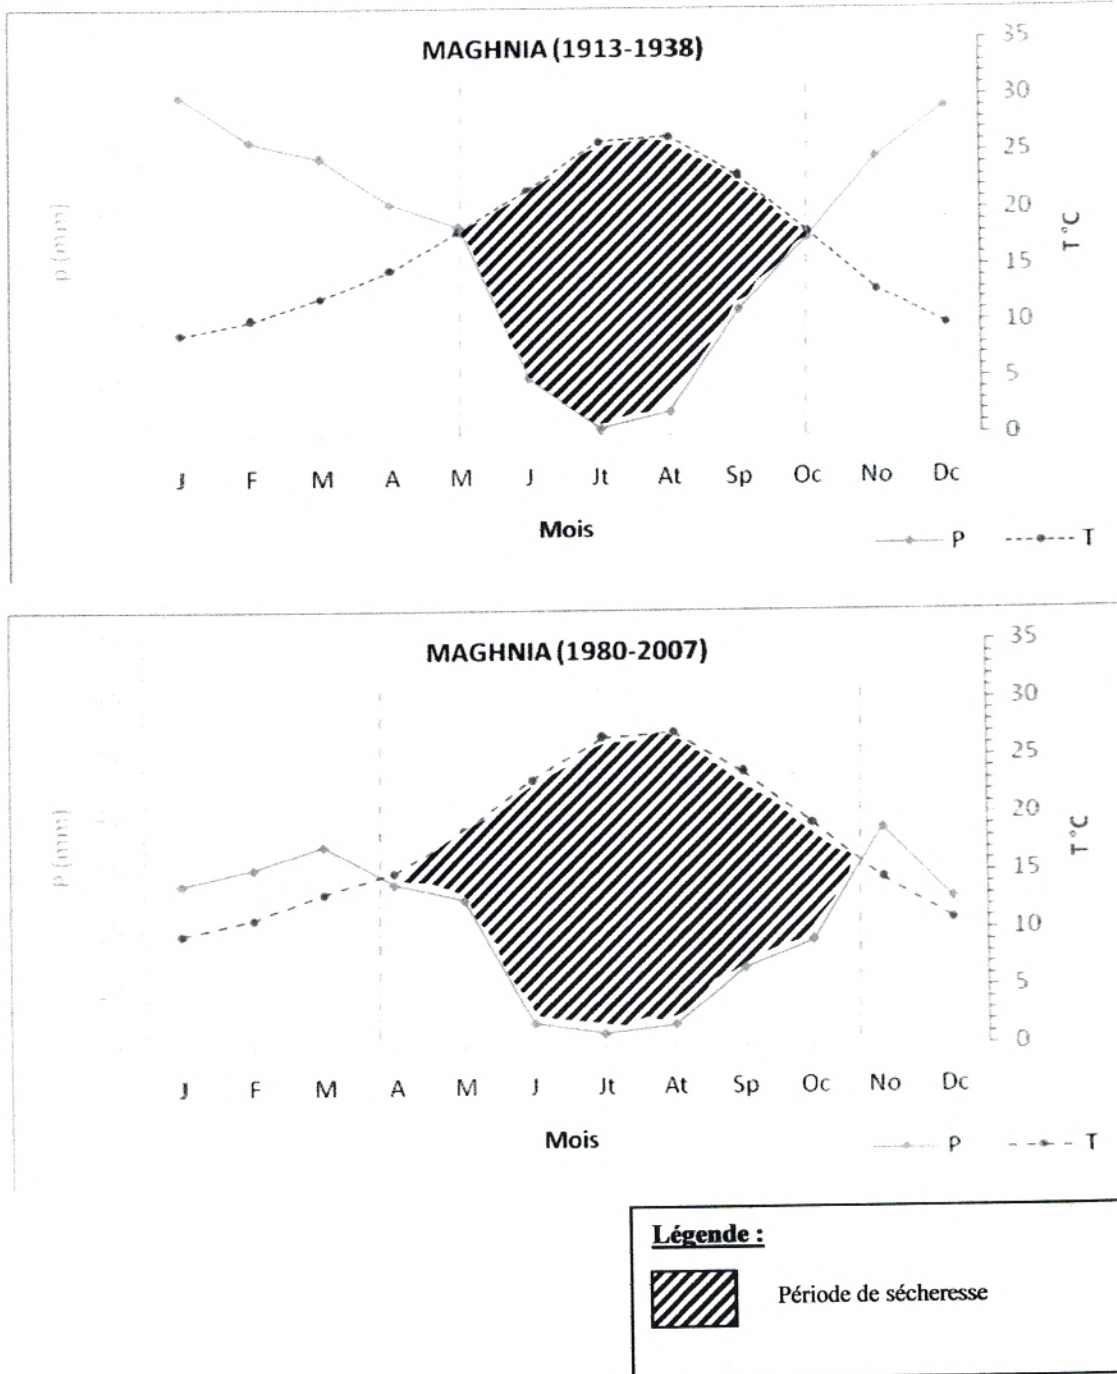 MAGHNIA (1913-1938)
35
30
25
20
15
10
5
0
P (mm)
T°C
J F M A M J Jt At Sp Oc No Dc
Mois
P T
MAGHNIA (1980-2007)
35
30
25
20
15
10
5
0
P (mm)
T°C
J F M A M J Jt At Sp Oc No Dc
Mois
P T
Légende :
Période de sécheresse